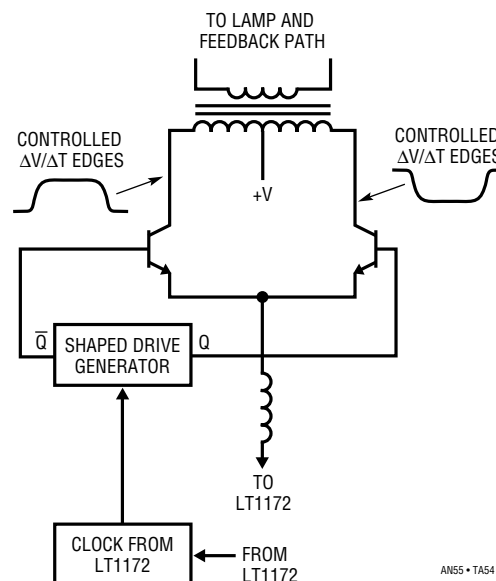 TO LAMP AND
FEEDBACK PATH
CONTROLLED
ΔV/ΔT EDGES
CONTROLLED
ΔV/ΔT EDGES
+V
Q̅
SHAPED DRIVE
GENERATOR
Q
TO
LT1172
CLOCK FROM
LT1172
FROM
LT1172
AN55 • TA54